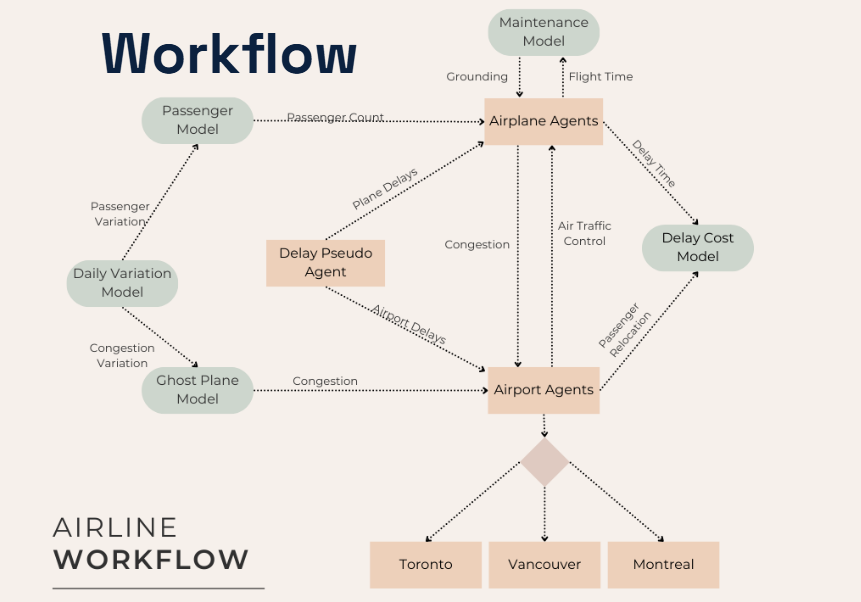 Workflow
Maintenance
Model
Grounding
Flight Time
Passenger
Model
Passenger Count
Airplane Agents
Plane Delays
Delay Time
Passenger
Variation
Delay Pseudo
Agent
Congestion
Air Traffic
Control
Delay Cost
Model
Daily Variation
Model
Airport Delays
Passenger
Relocation
Congestion
Variation
Ghost Plane
Model
Congestion
Airport Agents
AIRLINE
WORKFLOW
Toronto
Vancouver
Montreal